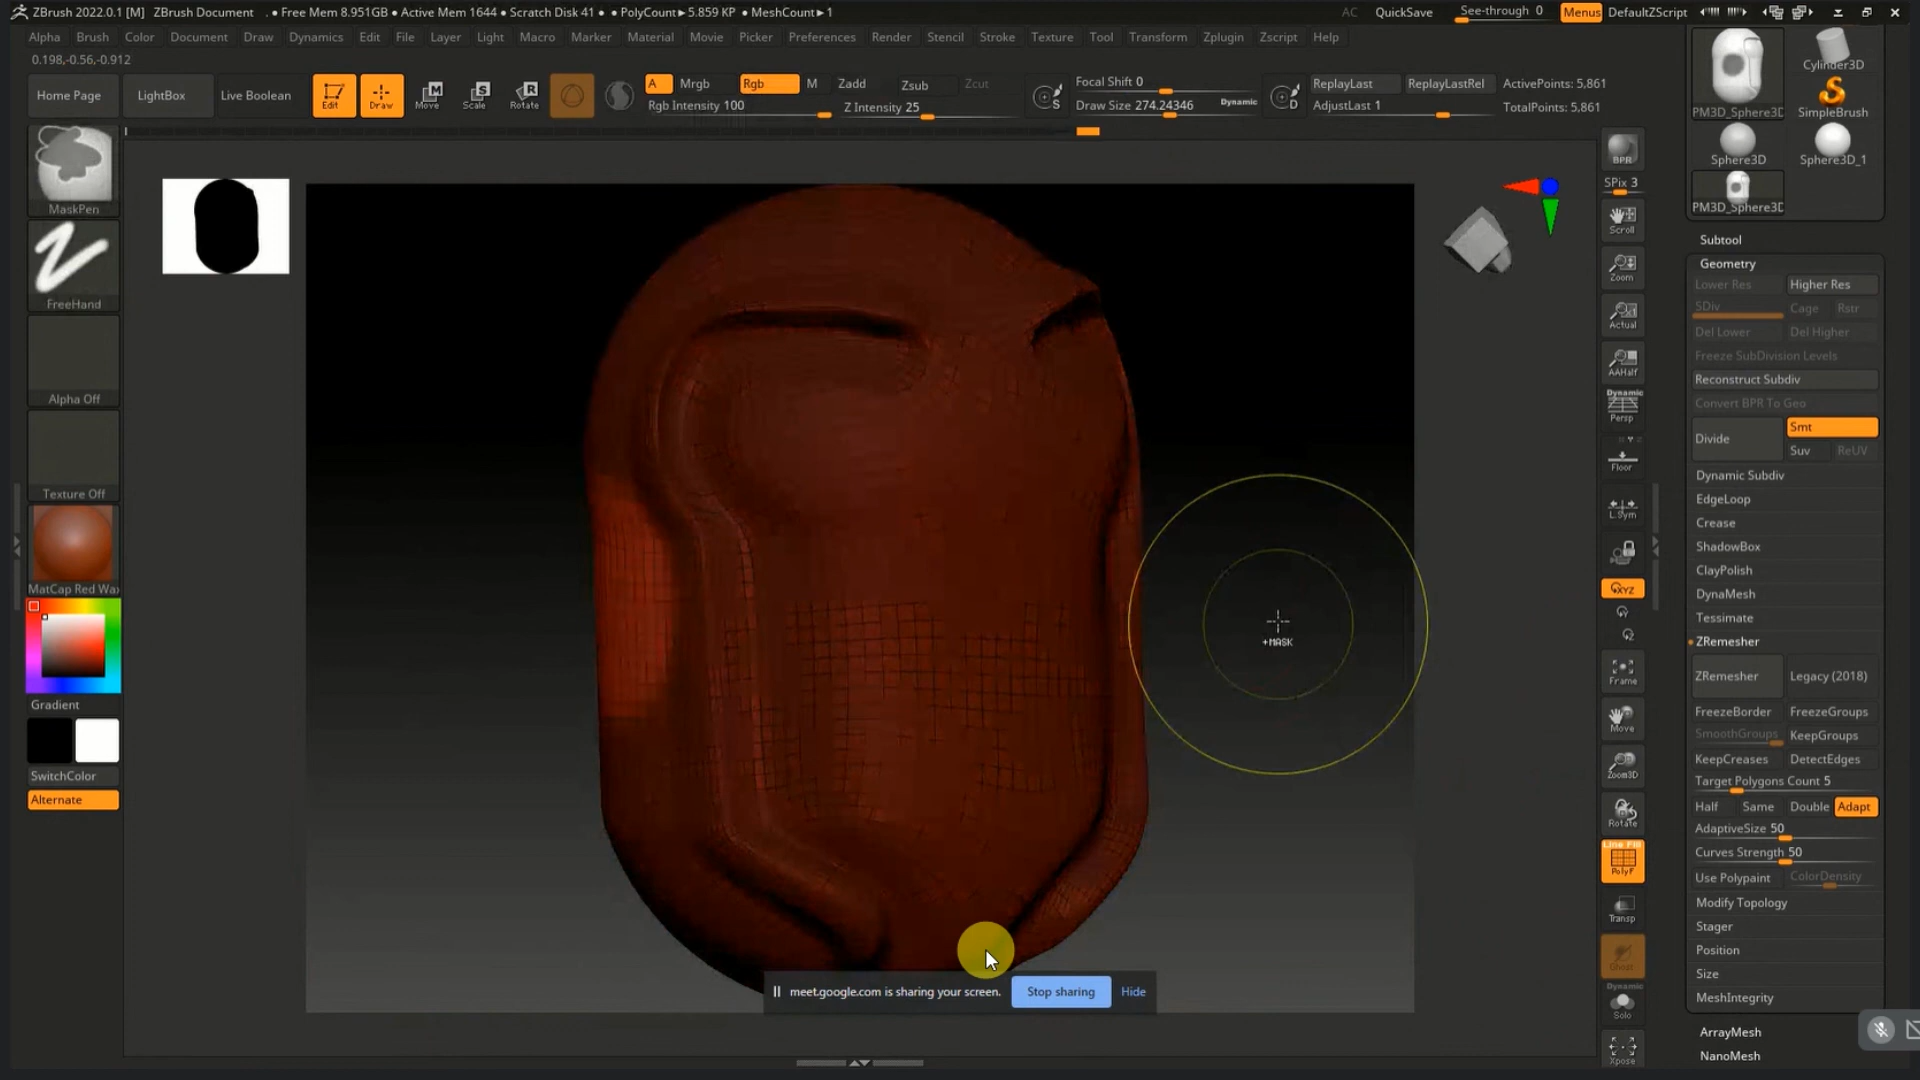 ZBrush 2022.0.1 [M] ZBrush Document . • Free Mem 8.951GB • Active Mem 1644 • Scratch Disk 41 • • PolyCount► 5.859 KP • MeshCount► 1 AC QuickSave See-through 0 Menus DefaultZScript
Alpha Brush Color Document Draw Dynamics Edit File Layer Light Macro Marker Material Movie Picker Preferences Render Stencil Stroke Texture Tool Transform Zplugin Zscript Help
0.198,-0.56,-0.912
Home Page LightBox Live Boolean Edit Draw Move Scale Rotate
A Mrgb Rgb M Zadd Zsub Zcut
Rgb Intensity 100 Z Intensity 25
Focal Shift 0
Draw Size 274.24346 Dynamic
ReplayLast ReplayLastRel ActivePoints: 5,861
AdjustLast 1 TotalPoints: 5,861
MaskPen
FreeHand
Alpha Off
Texture Off
MatCap Red Wax
Gradient
SwitchColor
Alternate
+MASK
meet.google.com is sharing your screen. Stop sharing Hide
BPR
SPix 3
Scroll
Zoom
Actual
AAHalf
Dynamic
Persp
Floor
L.Sym
XYZ
Frame
Move
Zoom3D
Rotate
Line Fill
PolyF
Transp
Ghost
Dynamic
Solo
Xpose
Cylinder3D
PM3D_Sphere3D SimpleBrush
Sphere3D Sphere3D_1
PM3D_Sphere3D
Subtool
Geometry
Lower Res Higher Res
SDiv Cage Rstr
Del Lower Del Higher
Freeze SubDivision Levels
Reconstruct Subdiv
Convert BPR To Geo
Divide Smt
Suv ReUV
Dynamic Subdiv
EdgeLoop
Crease
ShadowBox
ClayPolish
DynaMesh
Tessimate
ZRemesher
ZRemesher Legacy (2018)
FreezeBorder FreezeGroups
SmoothGroups KeepGroups
KeepCreases DetectEdges
Target Polygons Count 5
Half Same Double Adapt
AdaptiveSize 50
Curves Strength 50
Use Polypaint ColorDensity
Modify Topology
Stager
Position
Size
MeshIntegrity
ArrayMesh
NanoMesh